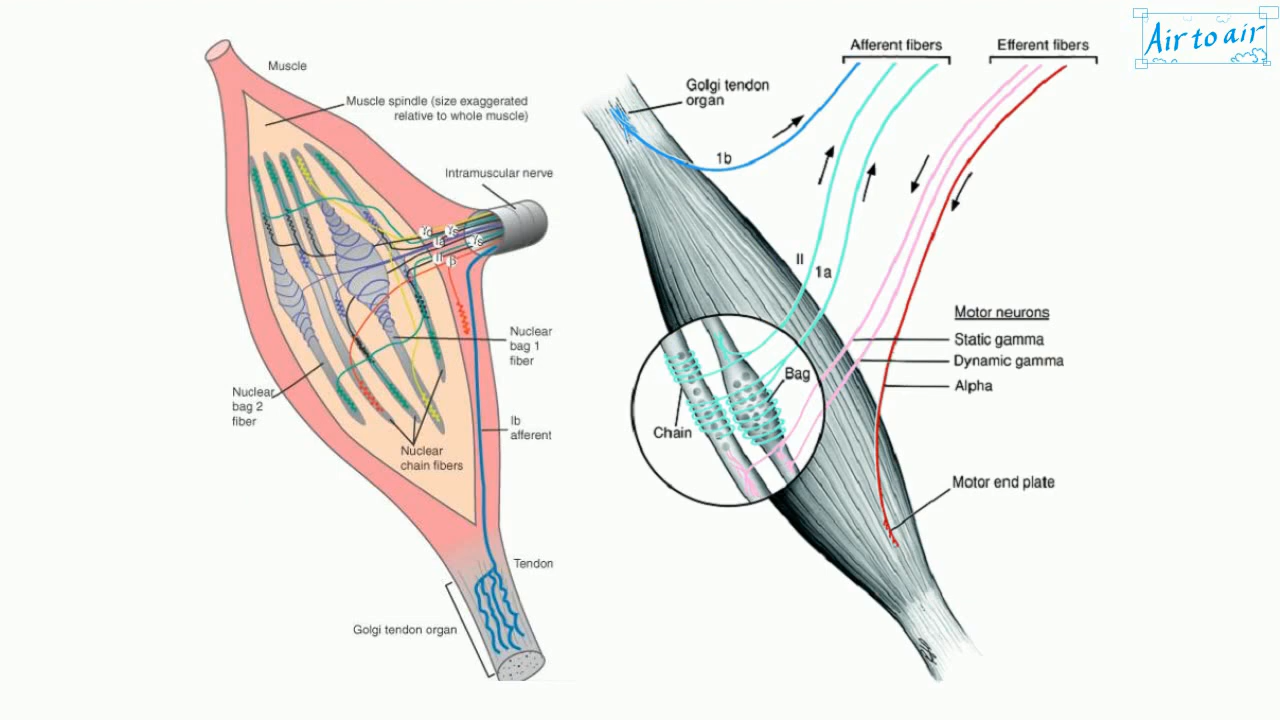 Air to air
Muscle
Muscle spindle (size exaggerated
relative to whole muscle)
Intramuscular nerve
γd
γs
Ia
γs
II
β
Nuclear
bag 1
fiber
Nuclear
bag 2
fiber
Nuclear
chain fibers
Ib
afferent
Tendon
Golgi tendon organ
Afferent fibers
Efferent fibers
Golgi tendon
organ
1b
II
1a
Motor neurons
Static gamma
Dynamic gamma
Alpha
Bag
Chain
Motor end plate